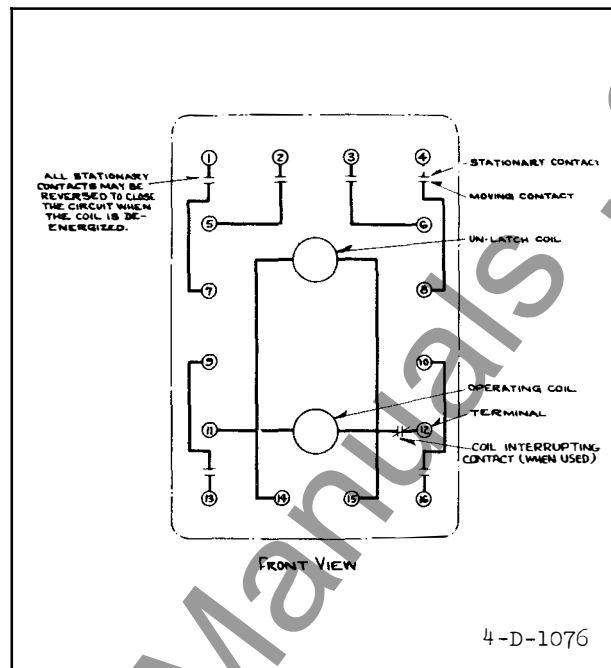 1 2 3 4
STATIONARY CONTACT
ALL STATIONARY
CONTACTS MAY BE
REVERSED TO CLOSE
THE CIRCUIT WHEN
THE COIL IS DE-
ENERGIZED.
MOVING CONTACT
5 6
UN-LATCH COIL
7 8
9 10
OPERATING COIL
TERMINAL
11 12
COIL INTERRUPTING
CONTACT (WHEN USED)
13 14 15 16
FRONT VIEW
4-D-1076
Manuals